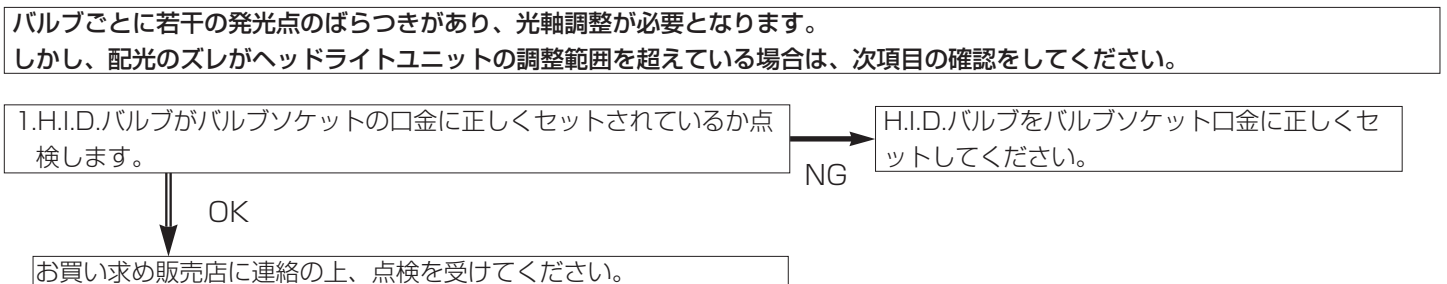 バルブごとに若干の発光点のばらつきがあり、光軸調整が必要となります。
しかし、配光のズレがヘッドライトユニットの調整範囲を超えている場合は、次項目の確認をしてください。
1.H.I.D.バルブがバルブソケットの口金に正しくセットされているか点
検します。
NG
H.I.D.バルブをバルブソケット口金に正しくセ
ットしてください。
OK
お買い求め販売店に連絡の上、点検を受けてください。